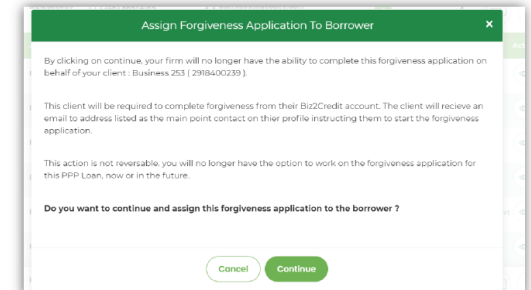 Assign Forgiveness Application To Borrower ×
By clicking on continue, your firm will no longer have the ability to complete this forgiveness application on
behalf of your client : Business 253 ( 2918400239 ).
This client will be required to complete forgiveness from their Biz2Credit account. The client will recieve an
email to address listed as the main point contact on thier profile instructing them to start the forgiveness
application.
This action is not reversable, you will no longer have the option to work on the forgiveness application for
this PPP Loan, now or in the future.
Do you want to continue and assign this forgiveness application to the borrower ?
Cancel Continue